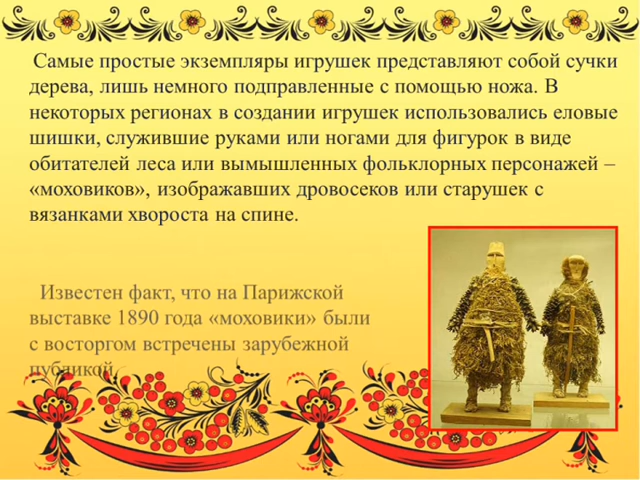 Самые простые экземпляры игрушек представляют собой сучки
дерева, лишь немного подправленные с помощью ножа. В
некоторых регионах в создании игрушек использовались еловые
шишки, служившие руками или ногами для фигурок в виде
обитателей леса или вымышленных фольклорных персонажей –
«моховиков», изображавших дровосеков или старушек с
вязанками хвороста на спине.
Известен факт, что на Парижской
выставке 1890 года «моховики» были
с восторгом встречены зарубежной
публикой.